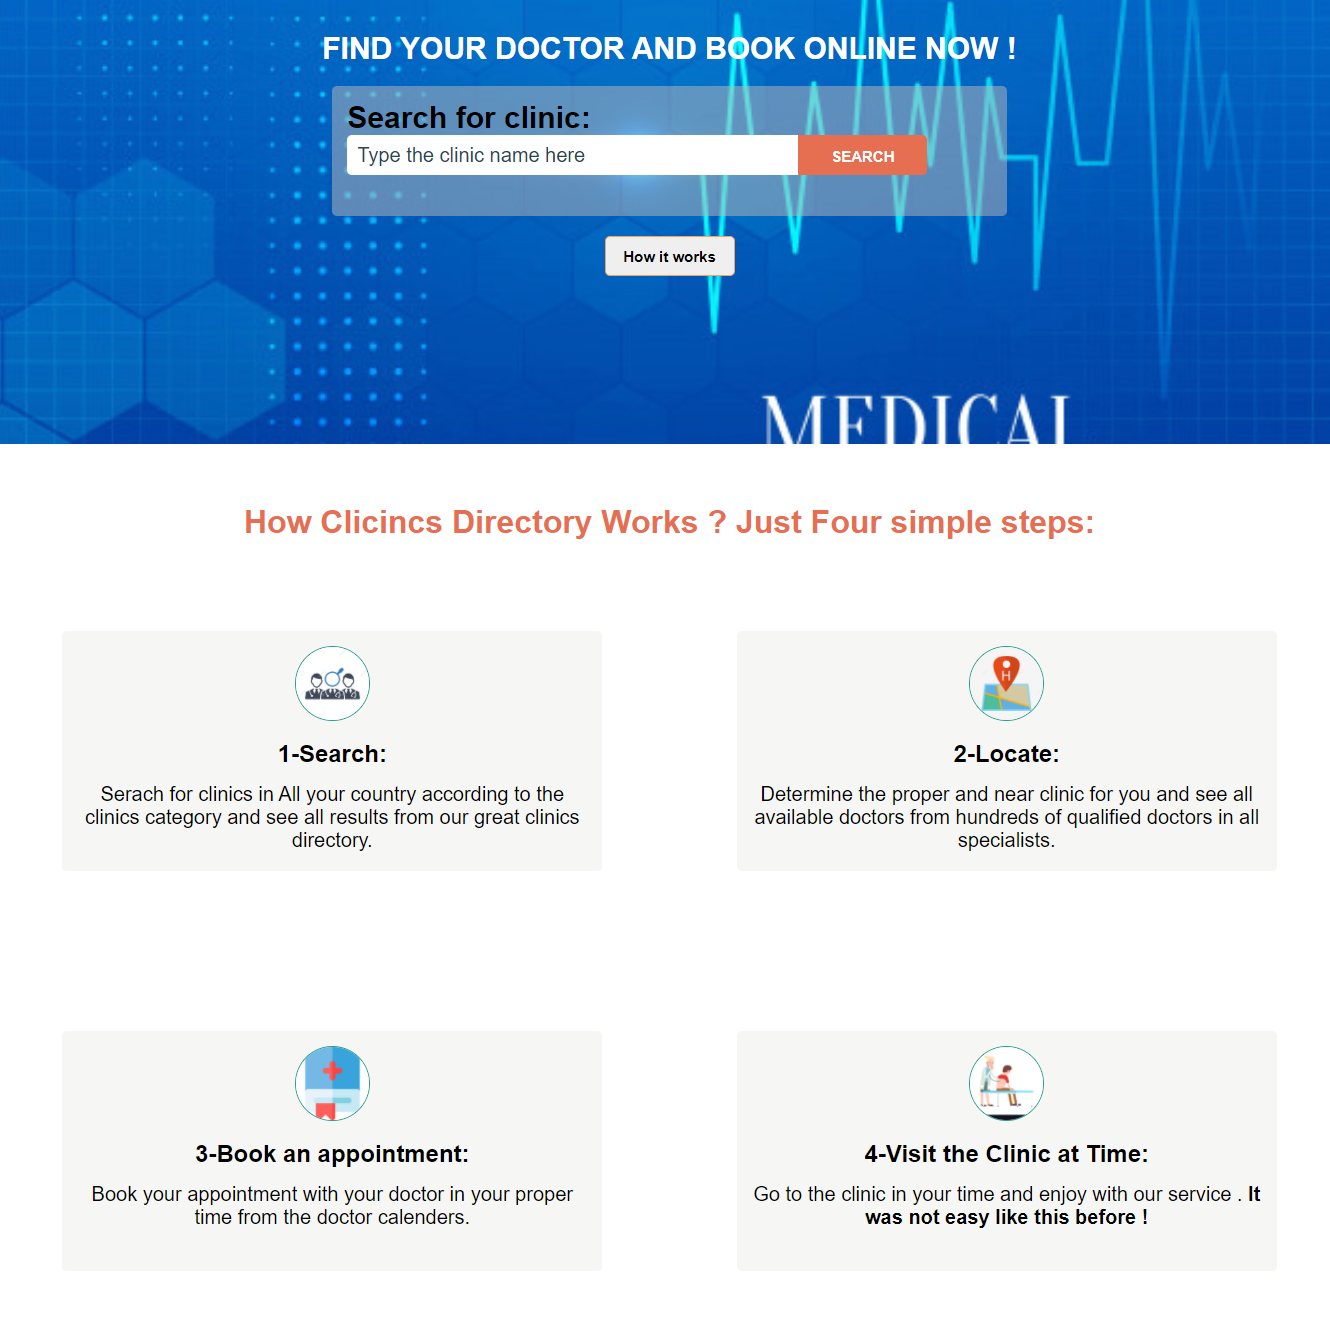 FIND YOUR DOCTOR AND BOOK ONLINE NOW !
Search for clinic:
Type the clinic name here
SEARCH
How it works
MEDICAL
How Clicincs Directory Works ? Just Four simple steps:
1-Search:
Serach for clinics in All your country according to the
clinics category and see all results from our great clinics
directory.
2-Locate:
Determine the proper and near clinic for you and see all
available doctors from hundreds of qualified doctors in all
specialists.
3-Book an appointment:
Book your appointment with your doctor in your proper
time from the doctor calenders.
4-Visit the Clinic at Time:
Go to the clinic in your time and enjoy with our service . It
was not easy like this before !